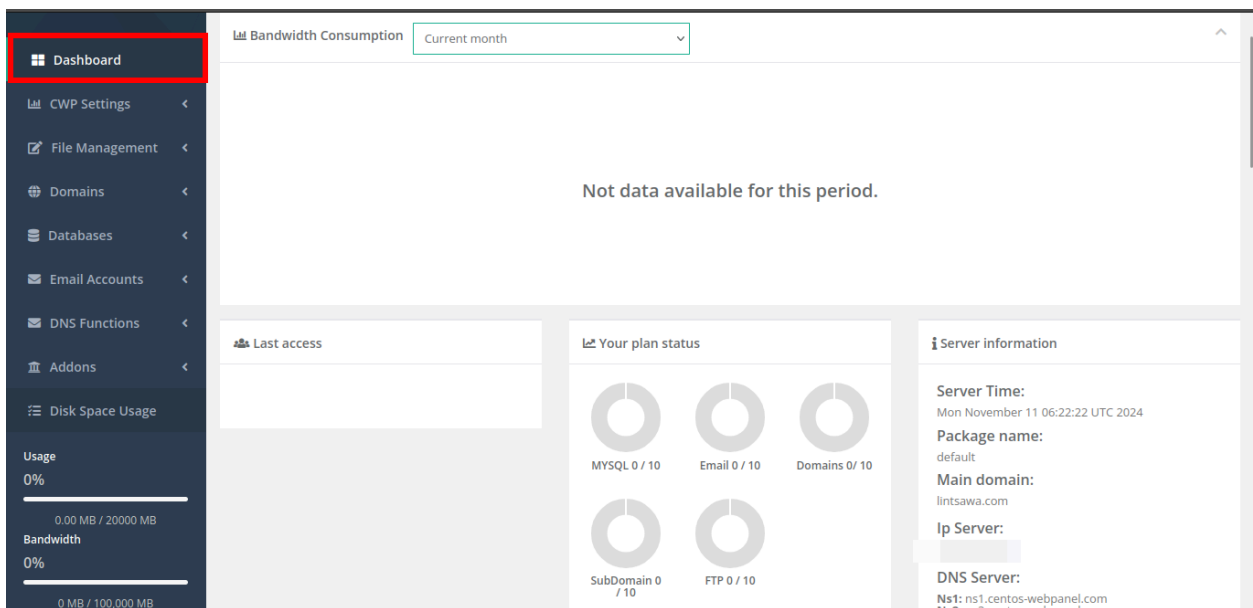 Dashboard
CWP Settings
File Management
Domains
Databases
Email Accounts
DNS Functions
Addons
Disk Space Usage
Usage
0%
0.00 MB / 20000 MB
Bandwidth
0%
0 MB / 100,000 MB
Bandwidth Consumption
Current month
Not data available for this period.
Last access
Your plan status
MYSQL 0 / 10
Email 0 / 10
Domains 0/ 10
SubDomain 0
/ 10
FTP 0 / 10
Server information
Server Time:
Mon November 11 06:22:22 UTC 2024
Package name:
default
Main domain:
lintsawa.com
Ip Server:
DNS Server:
Ns1: ns1.centos-webpanel.com